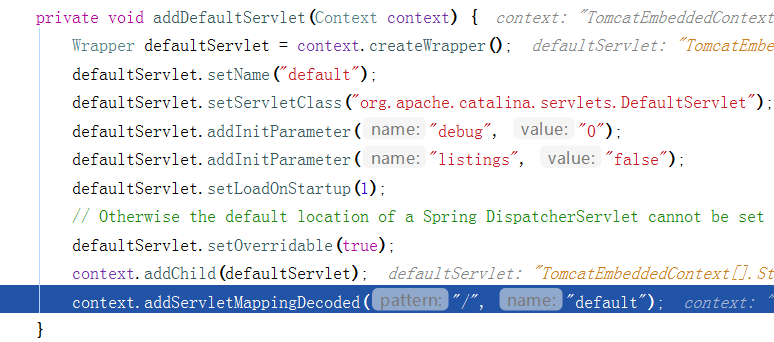 private void addDefaultServlet(Context context) {  context: "TomcatEmbeddedContext
Wrapper defaultServlet = context.createWrapper();  defaultServlet: "TomcatEmbe
defaultServlet.setName("default");
defaultServlet.setServletClass("org.apache.catalina.servlets.DefaultServlet");
defaultServlet.addInitParameter( name: "debug",  value: "0");
defaultServlet.addInitParameter( name: "listings",  value: "false");
defaultServlet.setLoadOnStartup(1);
// Otherwise the default location of a Spring DispatcherServlet cannot be set
defaultServlet.setOverridable(true);
context.addChild(defaultServlet);  defaultServlet: "TomcatEmbeddedContext[].St
context.addServletMappingDecoded( pattern: "/",  name: "default");  context: "
}